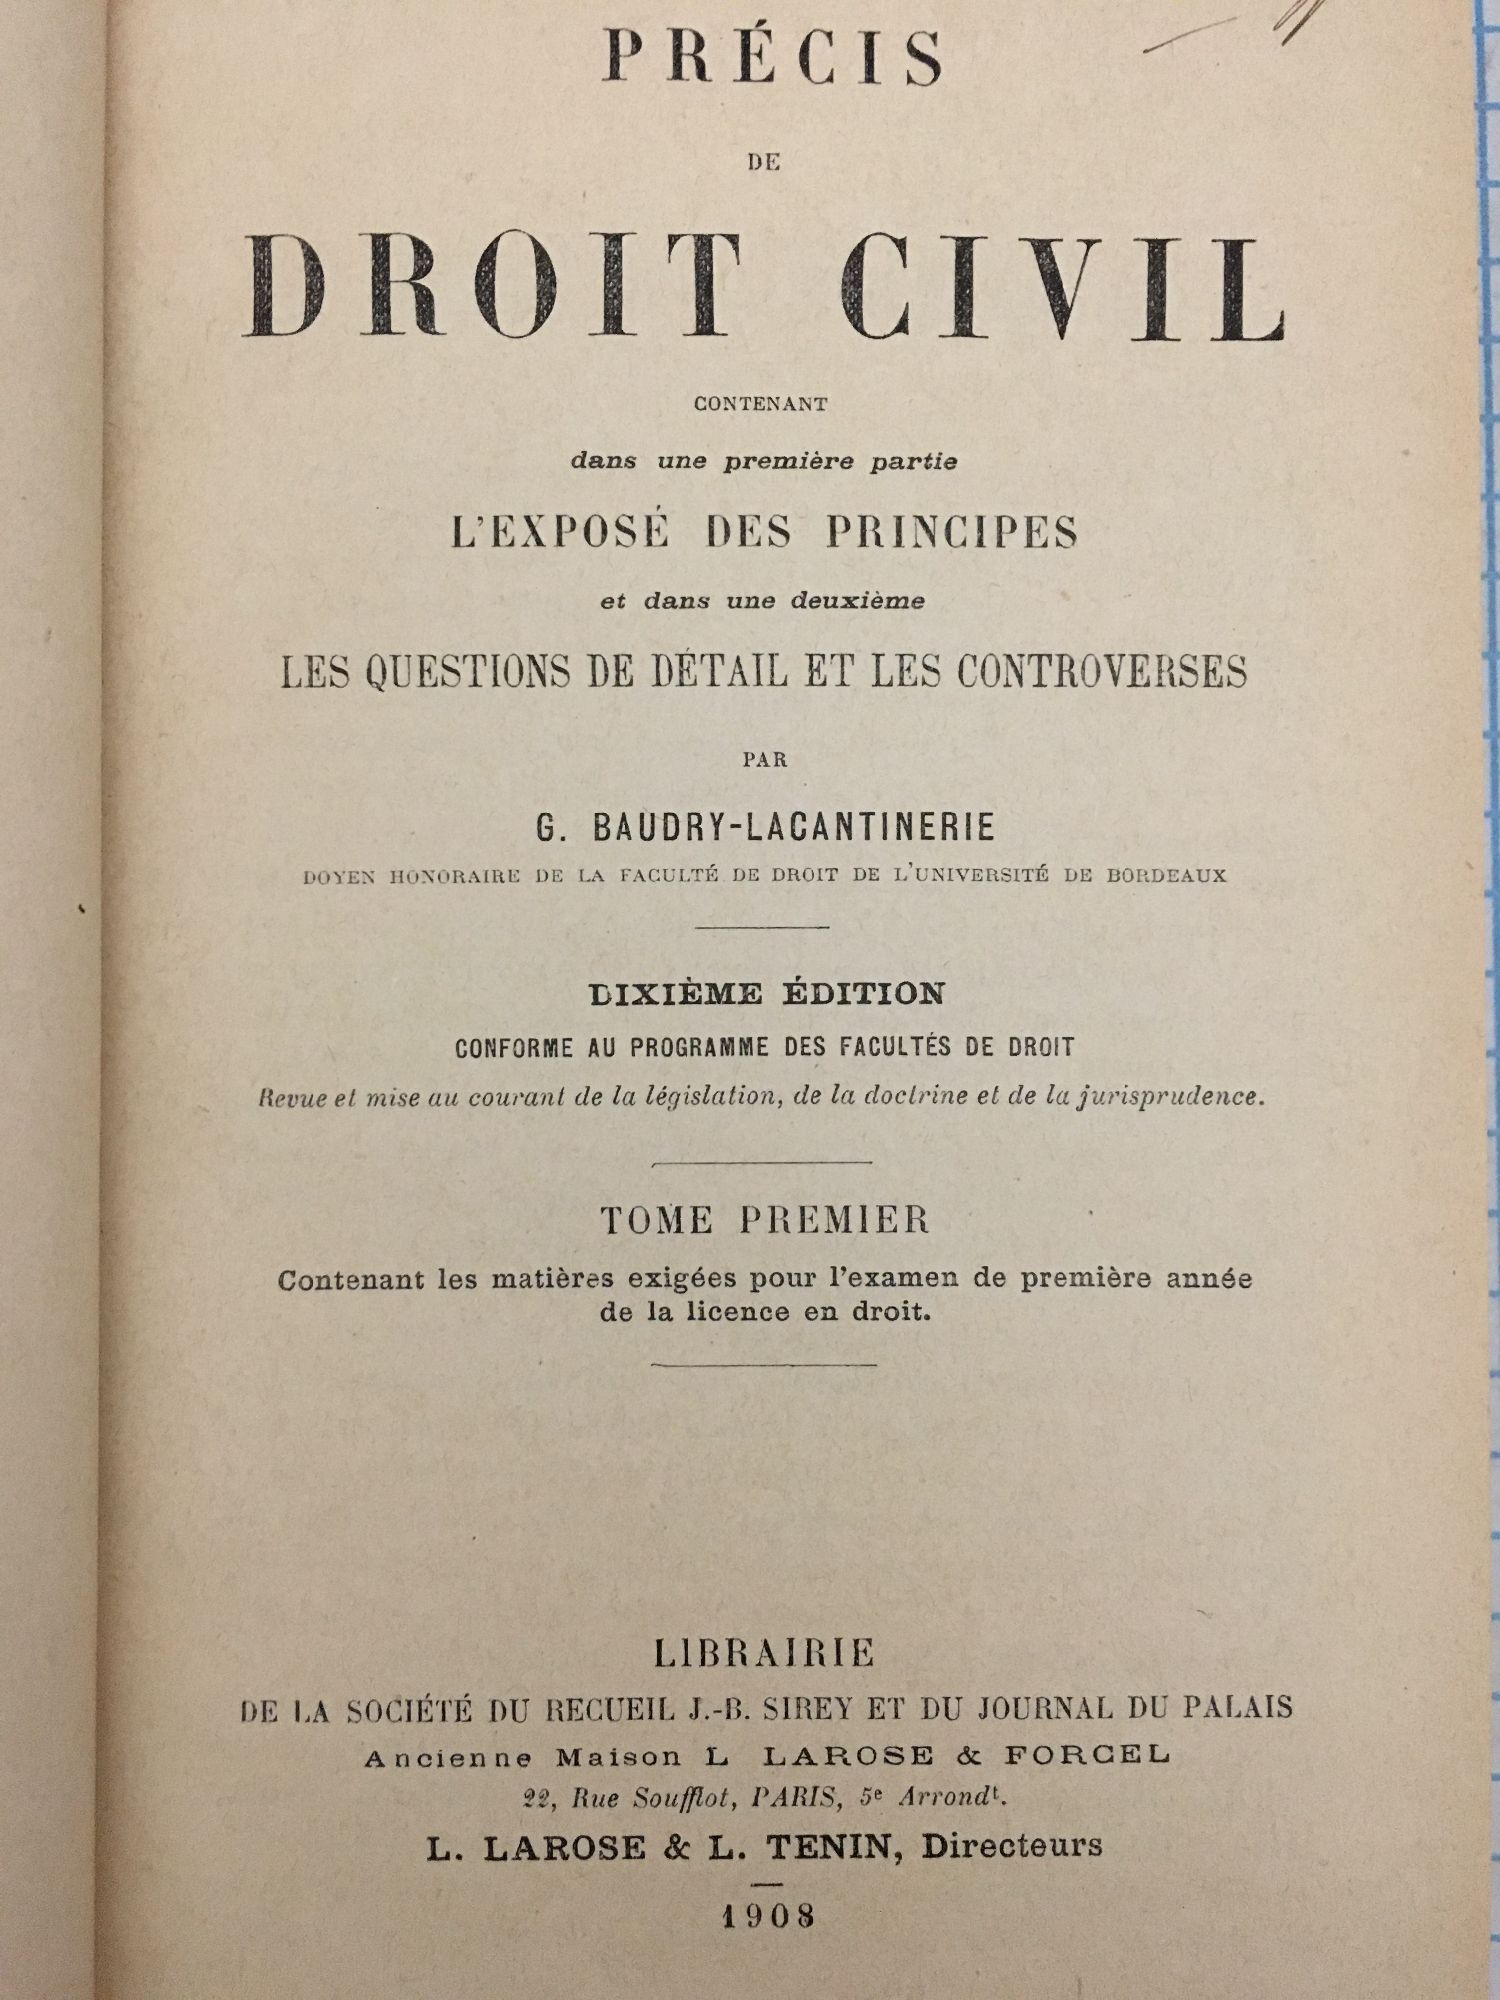 PRÉCIS
DE
DROIT CIVIL
CONTENANT
dans une première partie
L'EXPOSÉ DES PRINCIPES
et dans une deuxième
LES QUESTIONS DE DÉTAIL ET LES CONTROVERSES
PAR
G. BAUDRY-LACANTINERIE
DOYEN HONORAIRE DE LA FACULTÉ DE DROIT DE L'UNIVERSITÉ DE BORDEAUX
DIXIÈME ÉDITION
CONFORME AU PROGRAMME DES FACULTÉS DE DROIT
Revue et mise au courant de la législation, de la doctrine et de la jurisprudence.
TOME PREMIER
Contenant les matières exigées pour l'examen de première année
de la licence en droit.
LIBRAIRIE
DE LA SOCIÉTÉ DU RECUEIL J.-B. SIREY ET DU JOURNAL DU PALAIS
Ancienne Maison L LAROSE & FORCEL
22, Rue Soufflot, PARIS, 5e Arrondt.
L. LAROSE & L. TENIN, Directeurs
1908